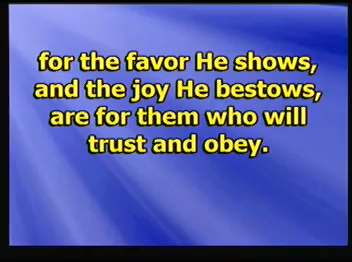 for the favor He shows,
and the joy He bestows,
are for them who will
trust and obey.